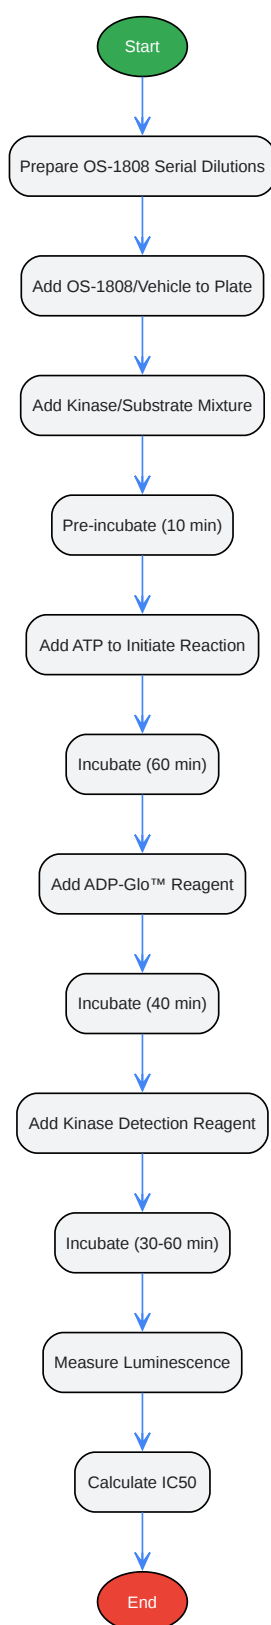 Start
Prepare OS-1808 Serial Dilutions
Add OS-1808/Vehicle to Plate
Add Kinase/Substrate Mixture
Pre-incubate (10 min)
Add ATP to Initiate Reaction
Incubate (60 min)
Add ADP-Glo™ Reagent
Incubate (40 min)
Add Kinase Detection Reagent
Incubate (30-60 min)
Measure Luminescence
Calculate IC50
End